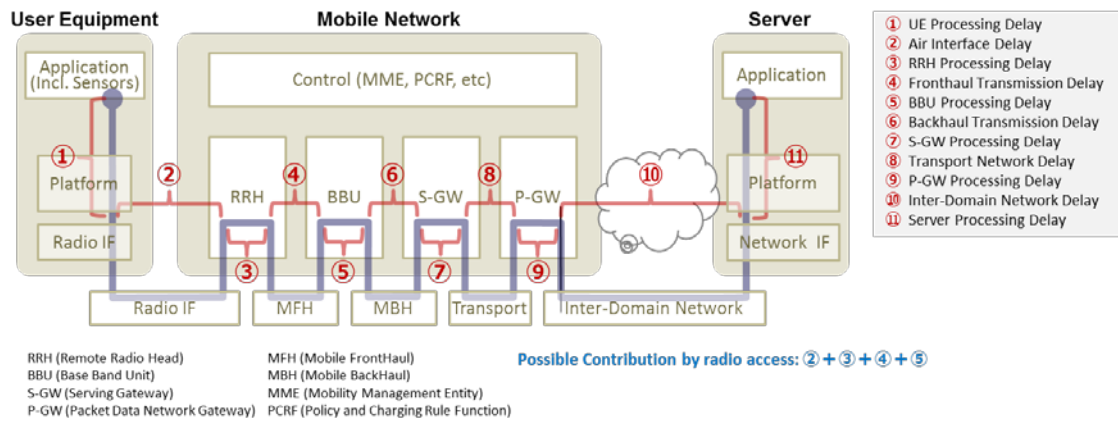 User Equipment
Mobile Network
Server
Application
(Incl. Sensors)
Control (MME, PCRF, etc)
Application
① UE Processing Delay
② Air Interface Delay
③ RRH Processing Delay
④ Fronthaul Transmission Delay
⑤ BBU Processing Delay
⑥ Backhaul Transmission Delay
⑦ S-GW Processing Delay
⑧ Transport Network Delay
⑨ P-GW Processing Delay
⑩ Inter-Domain Network Delay
⑪ Server Processing Delay
①
②
④
⑥
⑧
⑩
⑪
Platform
RRH
BBU
S-GW
P-GW
Platform
Radio IF
Network IF
③
⑤
⑦
⑨
Radio IF
MFH
MBH
Transport
Inter-Domain Network
RRH (Remote Radio Head)
BBU (Base Band Unit)
S-GW (Serving Gateway)
P-GW (Packet Data Network Gateway)
MFH (Mobile FrontHaul)
MBH (Mobile BackHaul)
MME (Mobility Management Entity)
PCRF (Policy and Charging Rule Function)
Possible Contribution by radio access: ② + ③ + ④ + ⑤